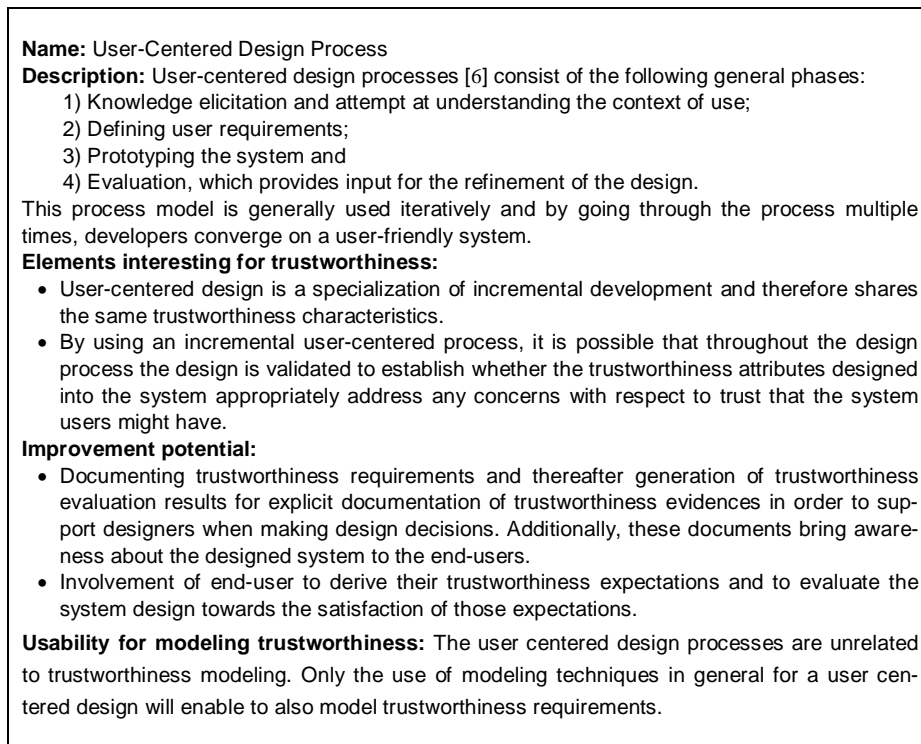 Name: User-Centered Design Process
Description: User-centered design processes [6] consist of the following general phases:
1) Knowledge elicitation and attempt at understanding the context of use;
2) Defining user requirements;
3) Prototyping the system and
4) Evaluation, which provides input for the refinement of the design.
This process model is generally used iteratively and by going through the process multiple
times, developers converge on a user-friendly system.
Elements interesting for trustworthiness:
• User-centered design is a specialization of incremental development and therefore shares
the same trustworthiness characteristics.
• By using an incremental user-centered process, it is possible that throughout the design
process the design is validated to establish whether the trustworthiness attributes designed
into the system appropriately address any concerns with respect to trust that the system
users might have.
Improvement potential:
• Documenting trustworthiness requirements and thereafter generation of trustworthiness
evaluation results for explicit documentation of trustworthiness evidences in order to sup-
port designers when making design decisions. Additionally, these documents bring aware-
ness about the designed system to the end-users.
• Involvement of end-user to derive their trustworthiness expectations and to evaluate the
system design towards the satisfaction of those expectations.
Usability for modeling trustworthiness: The user centered design processes are unrelated
to trustworthiness modeling. Only the use of modeling techniques in general for a user cen-
tered design will enable to also model trustworthiness requirements.